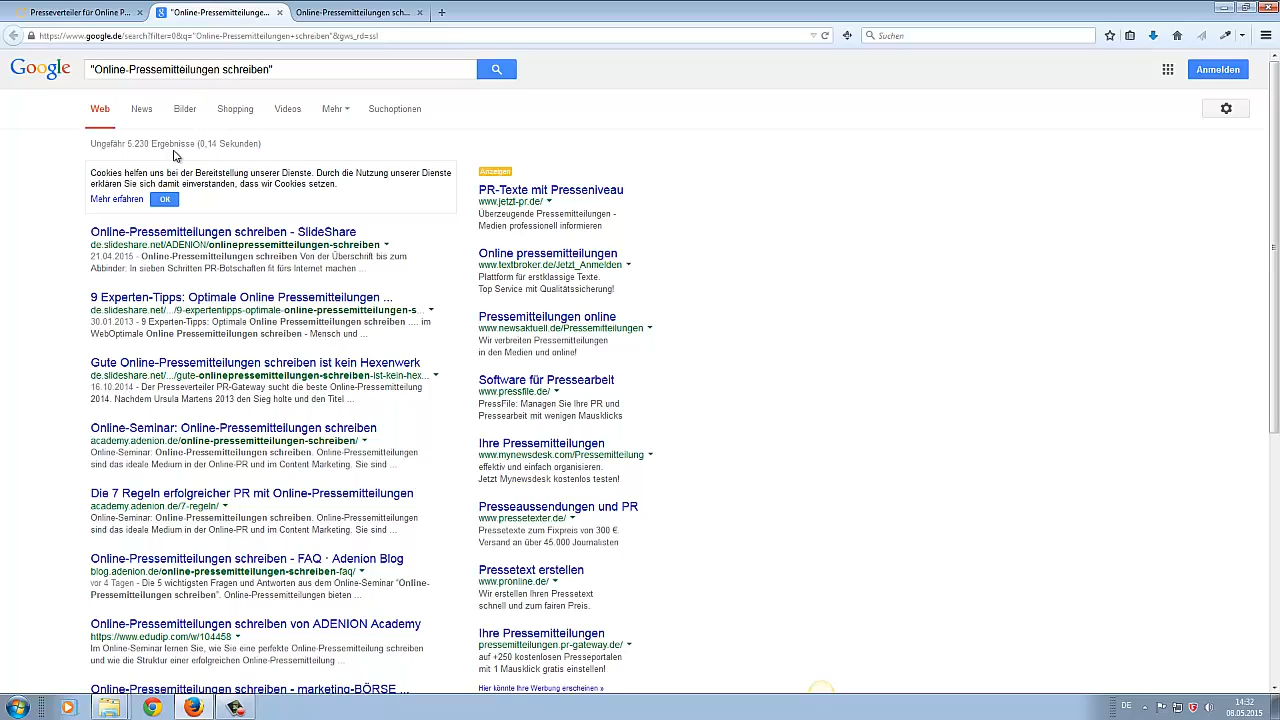 Presseverteiler für Online P...
"Online-Pressemitteilunge...
Online-Pressemitteilungen sch...
https://www.google.de/search?filter=0&q="Online-Pressemitteilungen+schreiben"&gws_rd=ssl
Suchen
Google
"Online-Pressemitteilungen schreiben"
Anmelden
Web
News
Bilder
Shopping
Videos
Mehr
Suchoptionen
Ungefähr 5.230 Ergebnisse (0,14 Sekunden)
Cookies helfen uns bei der Bereitstellung unserer Dienste. Durch die Nutzung unserer Dienste
erklären Sie sich damit einverstanden, dass wir Cookies setzen.
Mehr erfahren
OK
Online-Pressemitteilungen schreiben - SlideShare
de.slideshare.net/ADENION/onlinepressemitteilungen-schreiben
21.04.2015 - Online-Pressemitteilungen schreiben Von der Überschrift bis zum
Abbinder: In sieben Schritten PR-Botschaften fit fürs Internet machen ...
9 Experten-Tipps: Optimale Online Pressemitteilungen ...
de.slideshare.net/.../9-expertentipps-optimale-online-pressemitteilungen-s...
30.01.2013 - 9 Experten-Tipps: Optimale Online Pressemitteilungen schreiben .... im
WebOptimale Online Pressemitteilungen schreiben - Mensch und ...
Gute Online-Pressemitteilungen schreiben ist kein Hexenwerk
de.slideshare.net/.../gute-onlinepressemitteilungen-schreiben-ist-kein-hex...
16.10.2014 - Der Presseverteiler PR-Gateway sucht die beste Online-Pressemitteilung
2014. Nachdem Ursula Martens 2013 den Sieg holte und den Titel ...
Online-Seminar: Online-Pressemitteilungen schreiben
academy.adenion.de/online-pressemitteilungen-schreiben/
Online-Seminar: Online-Pressemitteilungen schreiben. Online-Pressemitteilungen
sind das ideale Medium in der Online-PR und im Content Marketing. Sie sind ...
Die 7 Regeln erfolgreicher PR mit Online-Pressemitteilungen
academy.adenion.de/7-regeln/
Online-Seminar: Online-Pressemitteilungen schreiben. Online-Pressemitteilungen
sind das ideale Medium in der Online-PR und im Content Marketing. Sie sind ...
Online-Pressemitteilungen schreiben - FAQ · Adenion Blog
blog.adenion.de/online-pressemitteilungen-schreiben-faq/
vor 4 Tagen - Die 5 wichtigsten Fragen und Antworten aus dem Online-Seminar "Online-
Pressemitteilungen schreiben". Online-Pressemitteilungen bieten ...
Online-Pressemitteilungen schreiben von ADENION Academy
https://www.edudip.com/w/104458
Im Online-Seminar lernen Sie, wie Sie eine perfekte Online-Pressemitteilung schreiben
und wie die Struktur einer erfolgreichen Online-Pressemitteilung ...
Online-Pressemitteilungen schreiben - marketing-BÖRSE ...
Anzeigen
PR-Texte mit Presseniveau
www.jetzt-pr.de/
Überzeugende Pressemitteilungen -
Medien professionell informieren
Online pressemitteilungen
www.textbroker.de/Jetzt_Anmelden
Plattform für erstklassige Texte.
Top Service mit Qualitätssicherung!
Pressemitteilungen online
www.newsaktuell.de/Pressemitteilungen
Wir verbreiten Pressemitteilungen
in den Medien und online!
Software für Pressearbeit
www.pressfile.de/
PressFile: Managen Sie Ihre PR und
Pressearbeit mit wenigen Mausklicks
Ihre Pressemitteilungen
www.mynewsdesk.com/Pressemitteilung
effektiv und einfach organisieren.
Jetzt Mynewsdesk kostenlos testen!
Presseaussendungen und PR
www.pressetexter.de/
Pressetexte zum Fixpreis von 300 €.
Versand an über 45.000 Journalisten
Pressetext erstellen
www.pronline.de/
Wir erstellen Ihren Pressetext
schnell und zum fairen Preis.
Ihre Pressemitteilungen
pressemitteilungen.pr-gateway.de/
auf +250 kostenlosen Presseportalen
mit 1 Mausklick gratis einstellen!
Hier könnte Ihre Werbung erscheinen »
DE
14:32
08.05.2015